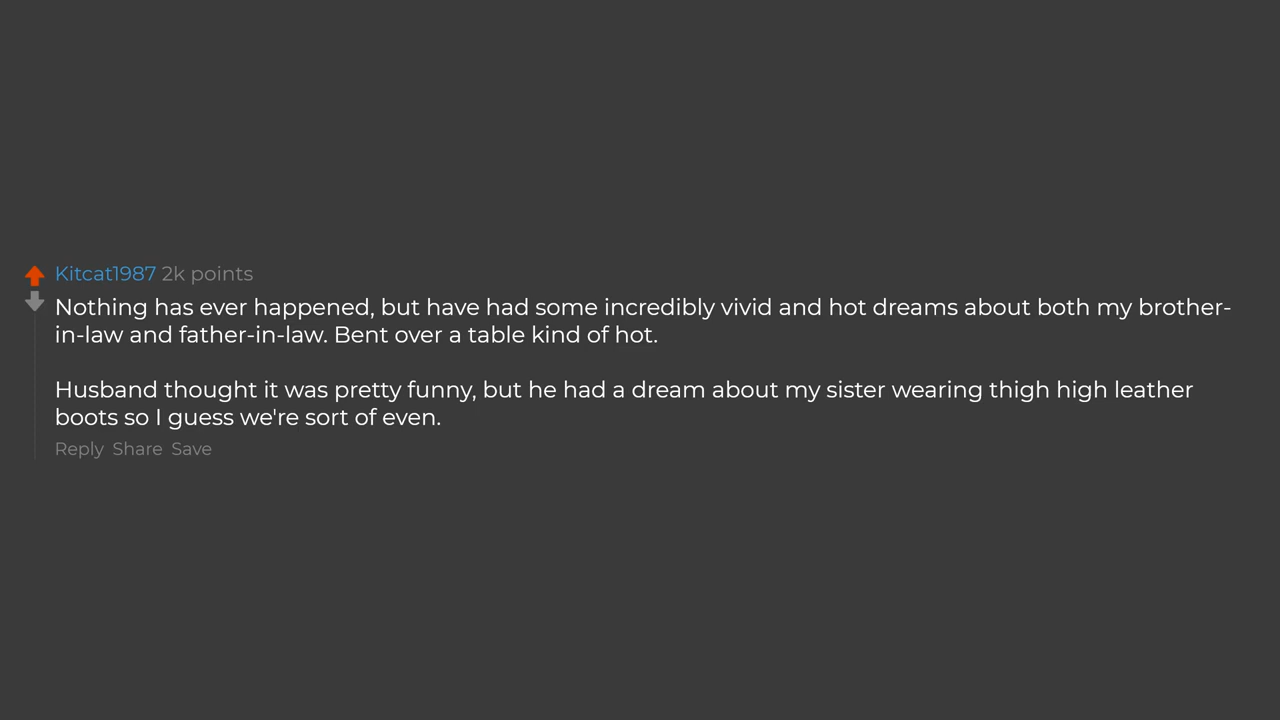 Kitcat1987 2k points
Nothing has ever happened, but have had some incredibly vivid and hot dreams about both my brother-
in-law and father-in-law. Bent over a table kind of hot.
Husband thought it was pretty funny, but he had a dream about my sister wearing thigh high leather
boots so I guess we're sort of even.
Reply Share Save